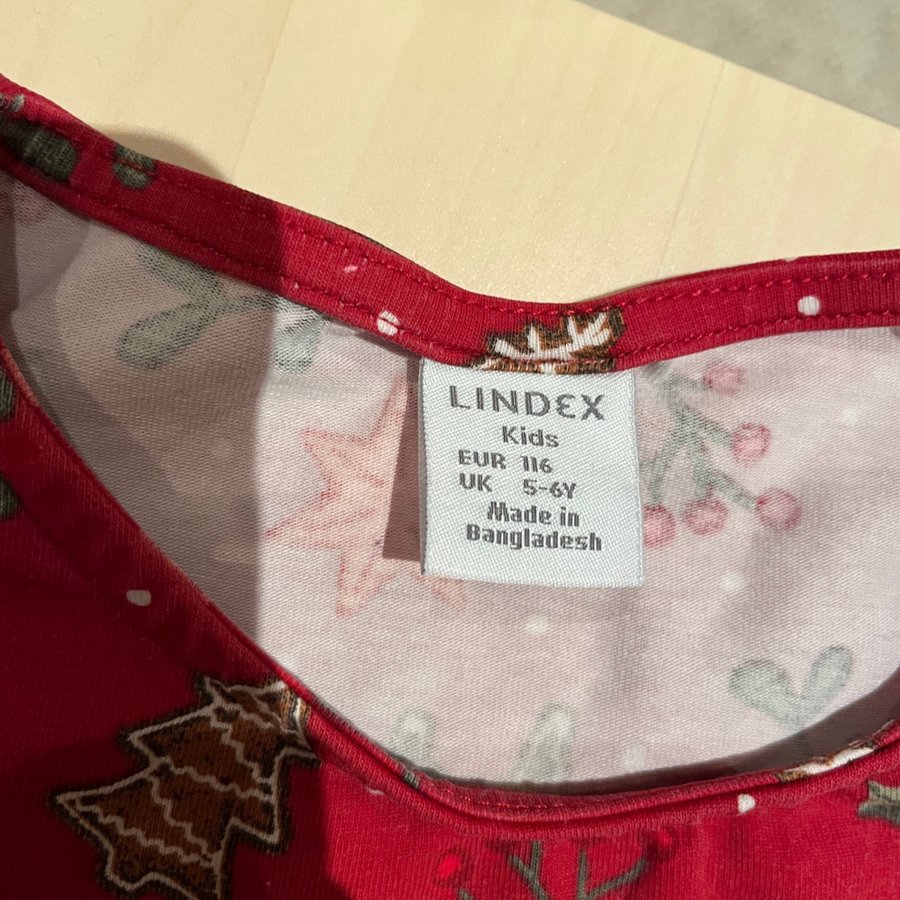 LINDEX
Kids
EUR 116
UK 5-6Y
Made in
Bangladesh